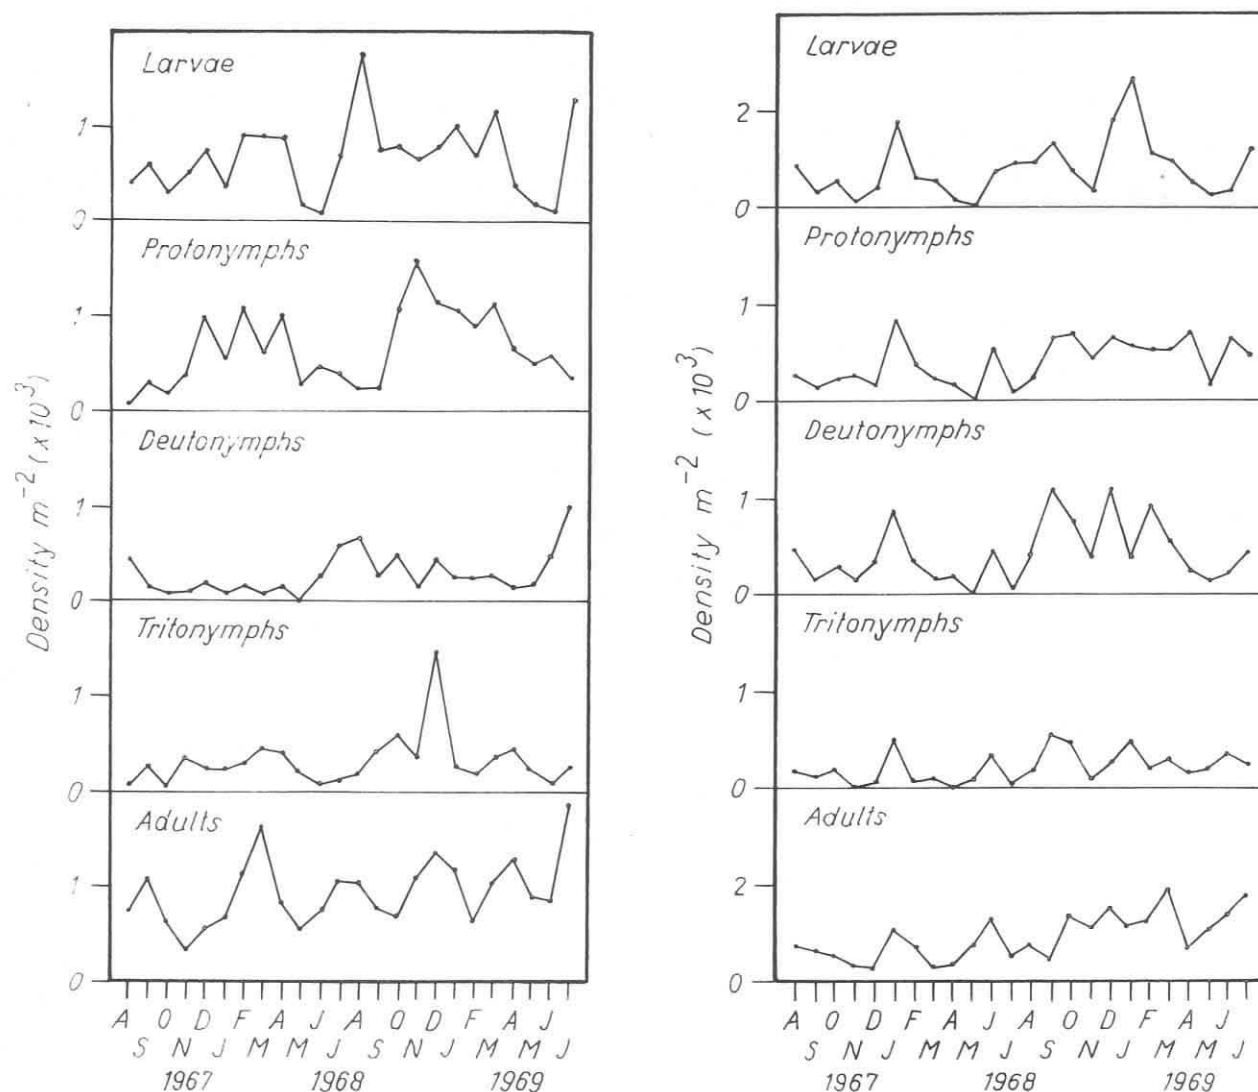 Density m⁻² (x 10³)
Larvae
1
0
Protonymphs
1
0
Deutonymphs
1
0
Tritonymphs
1
0
Adults
1
0
A O D F A J A O D F A J
S N J M M J S N J M M J
1967 1968 1969
Density m⁻² (x 10³)
Larvae
2
0
Protonymphs
1
0
Deutonymphs
1
0
Tritonymphs
1
0
Adults
2
0
A O D J F A J A O D F A J
S N M M J S N J M M J
1967 1968 1969